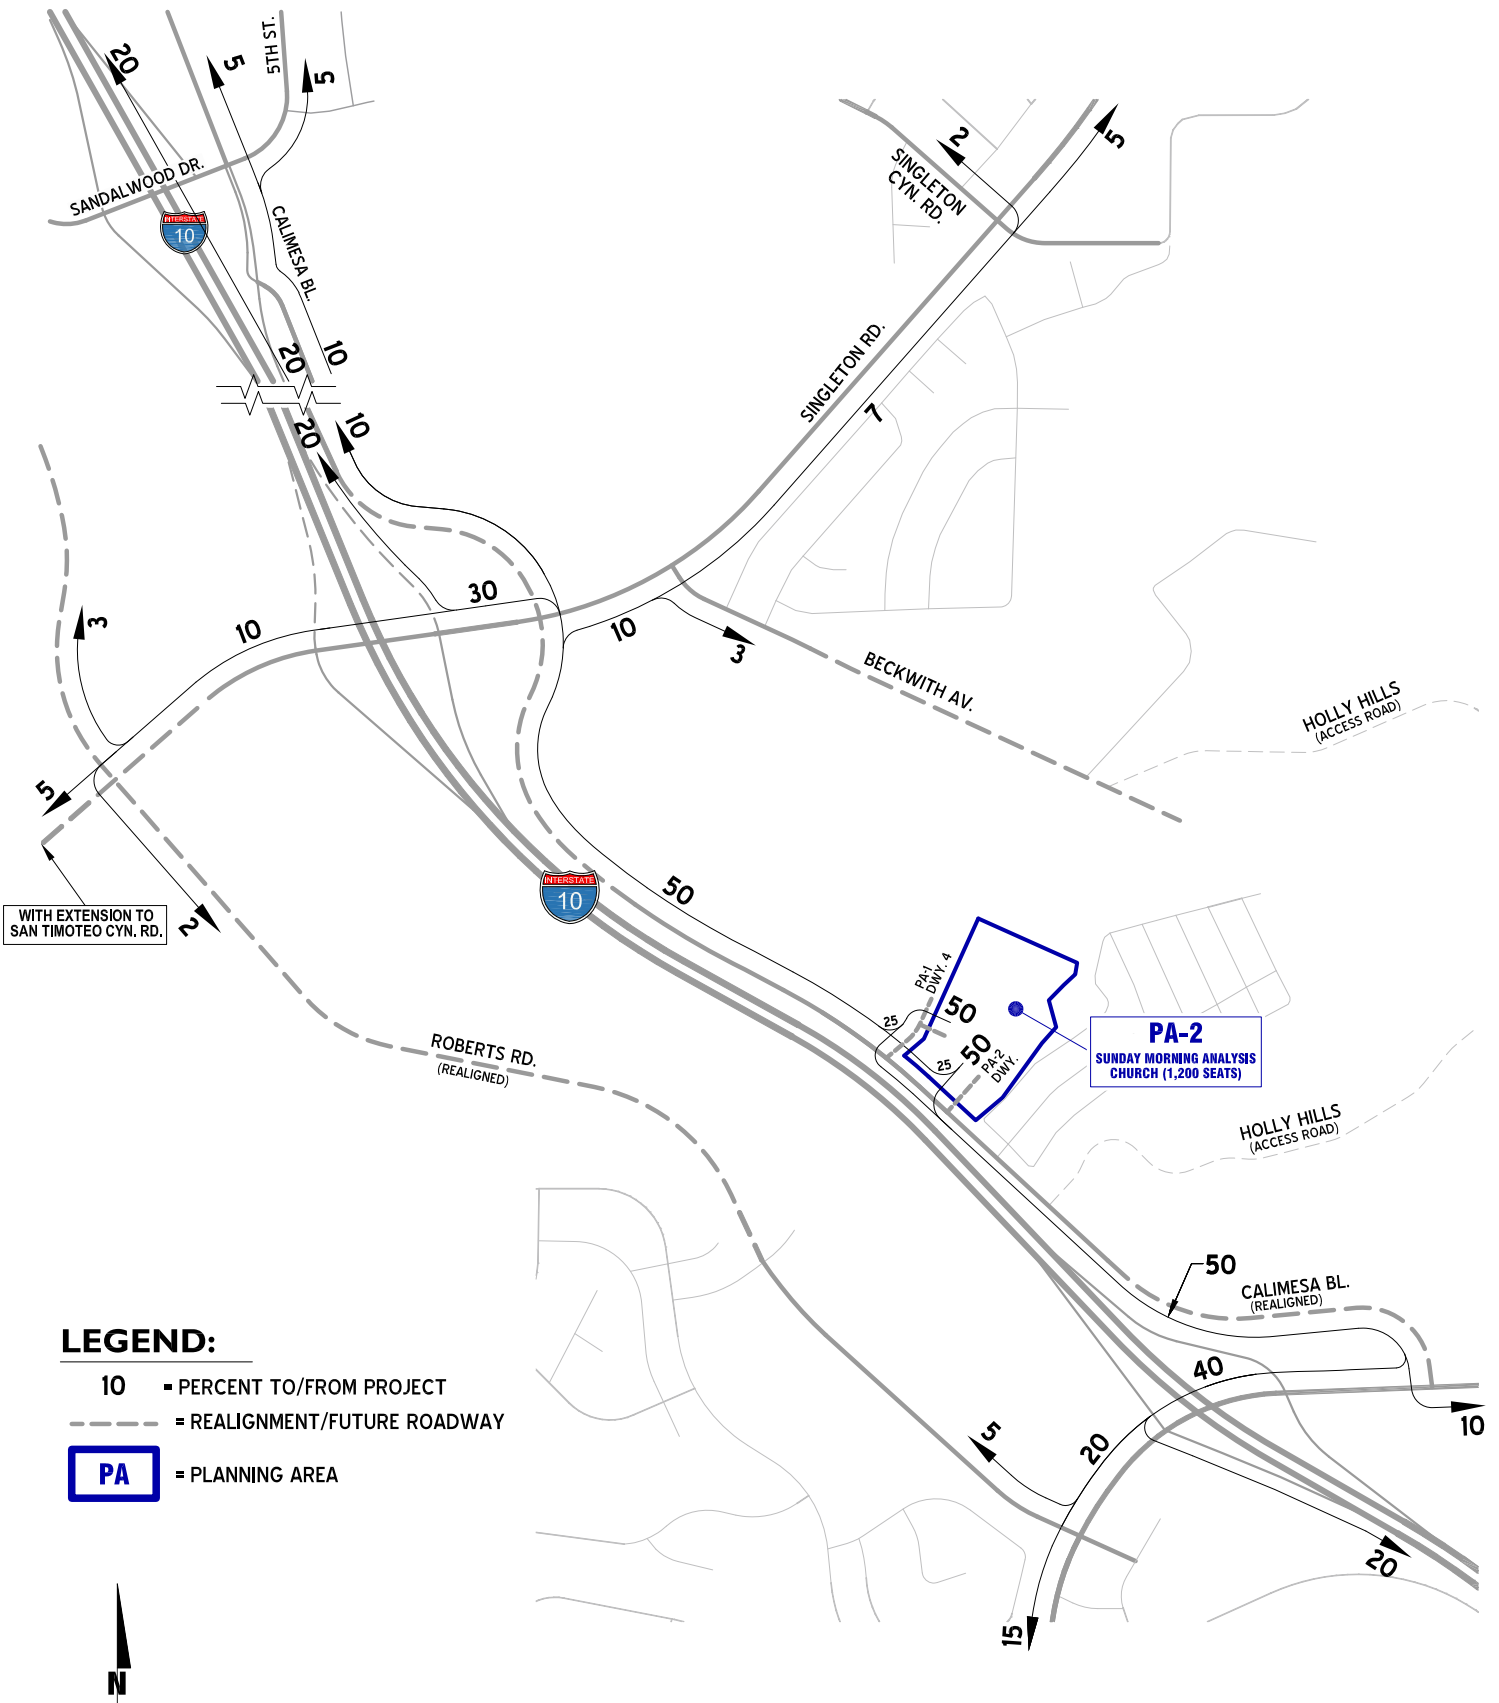 20
5
5TH ST.
5
SANDALWOOD DR.
INTERSTATE
10
CALIMESA BL.
20
10
2
5
SINGLETON
CYN. RD.
SINGLETON RD.
7
20
10
30
10
3
10
3
BECKWITH AV.
HOLLY HILLS
(ACCESS ROAD)
5
2
WITH EXTENSION TO
SAN TIMOTEO CYN. RD.
INTERSTATE
10
50
PA-1
DWY. 4
50
25
50
25
PA-2
DWY.
PA-2
SUNDAY MORNING ANALYSIS
CHURCH (1,200 SEATS)
ROBERTS RD.
(REALIGNED)
HOLLY HILLS
(ACCESS ROAD)
50
CALIMESA BL.
(REALIGNED)
40
10
20
5
20
15
LEGEND:
10 = PERCENT TO/FROM PROJECT
= REALIGNMENT/FUTURE ROADWAY
PA = PLANNING AREA
N